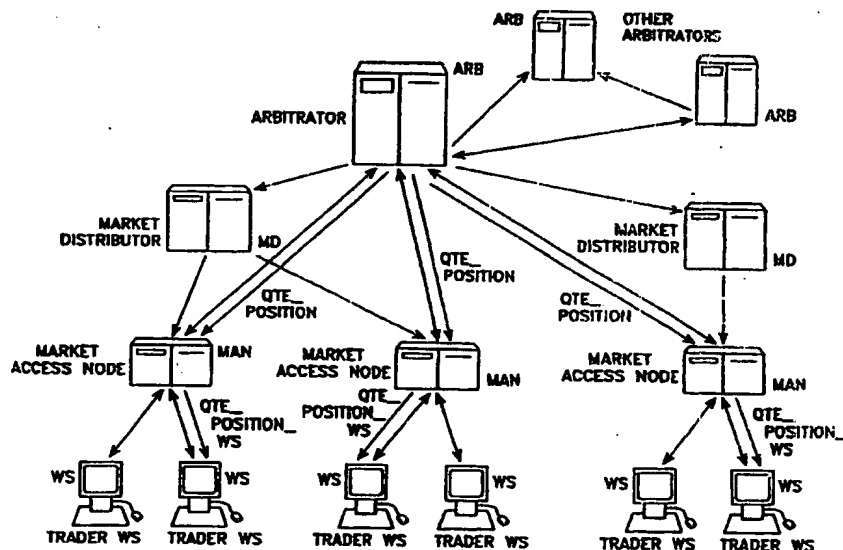 ARB
OTHER
ARBITRATORS
ARB
ARBITRATOR
ARB
MARKET
DISTRIBUTOR
MD
MARKET
DISTRIBUTOR
MD
QTE_
POSITION
QTE_
POSITION
QTE_
POSITION
MARKET
ACCESS NODE
MAN
MARKET
ACCESS NODE
MAN
MARKET
ACCESS NODE
MAN
QTE_
POSITION_
WS
QTE_
POSITION_
WS
QTE_
POSITION_
WS
WS
WS
WS
WS
WS
WS
TRADER WS
TRADER WS
TRADER WS
TRADER WS
TRADER WS
TRADER WS